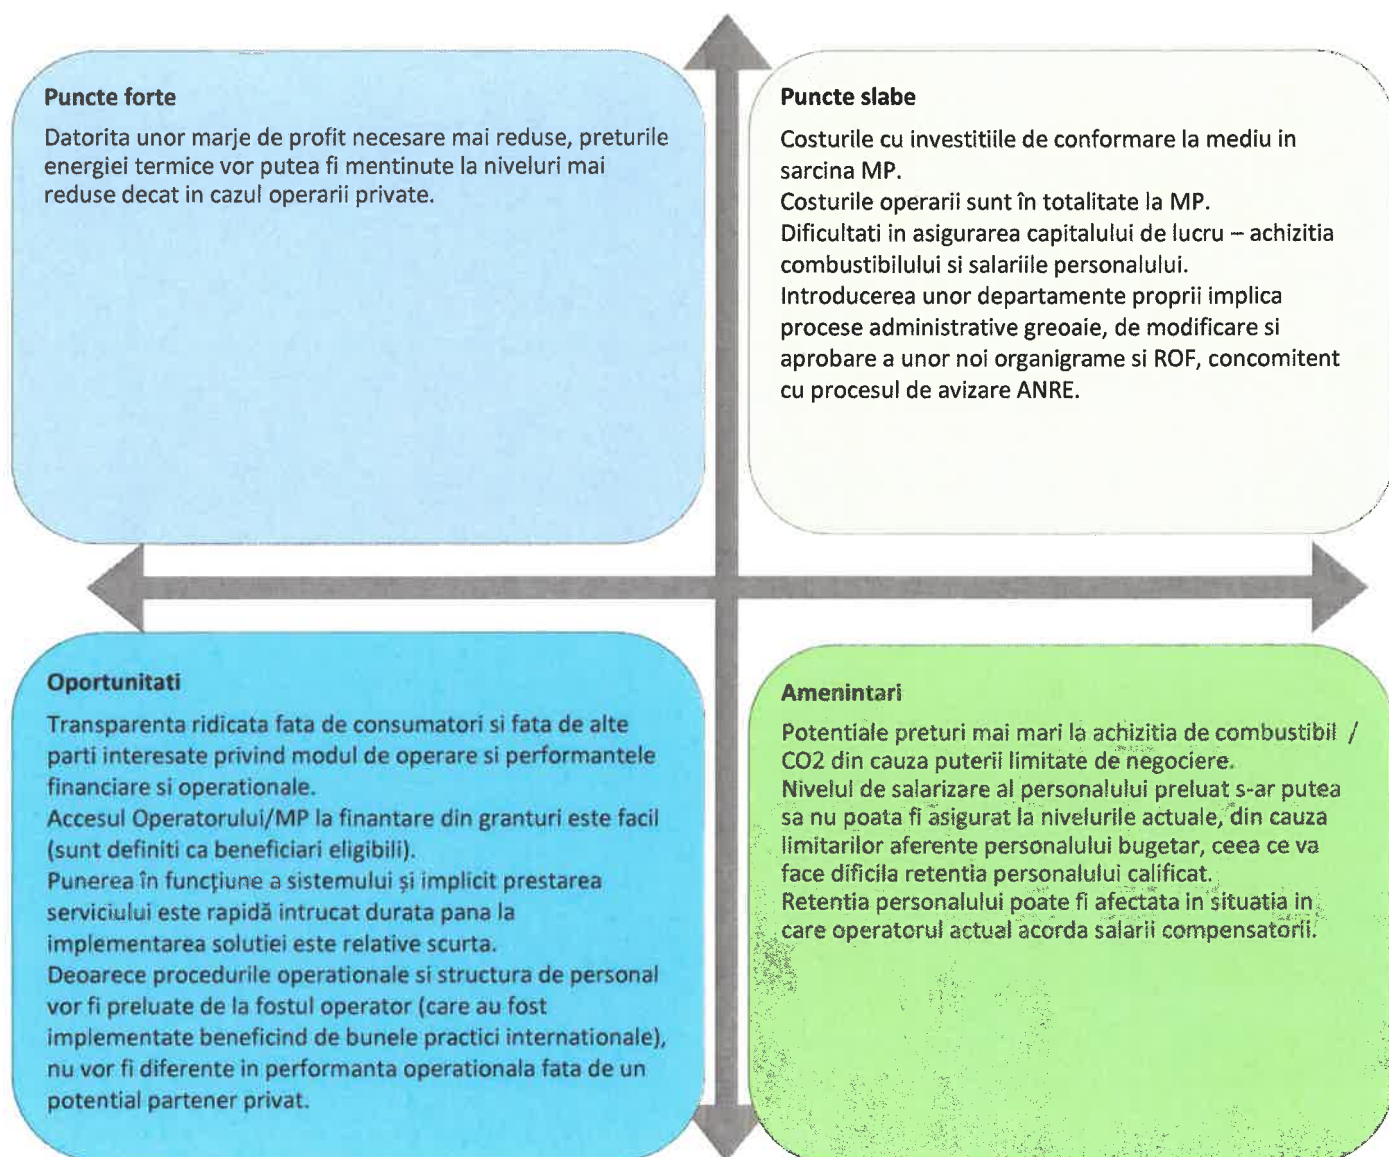 Puncte forte
Datorita unor marje de profit necesare mai reduse, preturile
energiei termice vor putea fi mentinute la niveluri mai
reduse decat in cazul operarii private.
Puncte slabe
Costurile cu investitiile de conformare la mediu in
sarcina MP.
Costurile operarii sunt în totalitate la MP.
Dificultati in asigurarea capitalului de lucru – achizitia
combustibilului si salariile personalului.
Introducerea unor departamente proprii implica
procese administrative greoaie, de modificare si
aprobare a unor noi organigrame si ROF, concomitent
cu procesul de avizare ANRE.
Oportunitati
Transparenta ridicata fata de consumatori si fata de alte
parti interesate privind modul de operare si performantele
financiare si operationale.
Accesul Operatorului/MP la finantare din granturi este facil
(sunt definiti ca beneficiari eligibili).
Punerea în funcțiune a sistemului și implicit prestarea
serviciului este rapidă intrucat durata pana la
implementarea solutiei este relative scurta.
Deoarece procedurile operationale si structura de personal
vor fi preluate de la fostul operator (care au fost
implementate beneficind de bunele practici internationale),
nu vor fi diferente in performanta operationala fata de un
potential partener privat.
Amenintari
Potentiale preturi mai mari la achizitia de combustibil /
CO2 din cauza puterii limitate de negociere.
Nivelul de salarizare al personalului preluat s-ar putea
sa nu poata fi asigurat la nivelurile actuale, din cauza
limitarilor aferente personalului bugetar, ceea ce va
face dificila retentia personalului calificat.
Retentia personalului poate fi afectata in situatia in
care operatorul actual acorda salarii compensatorii.